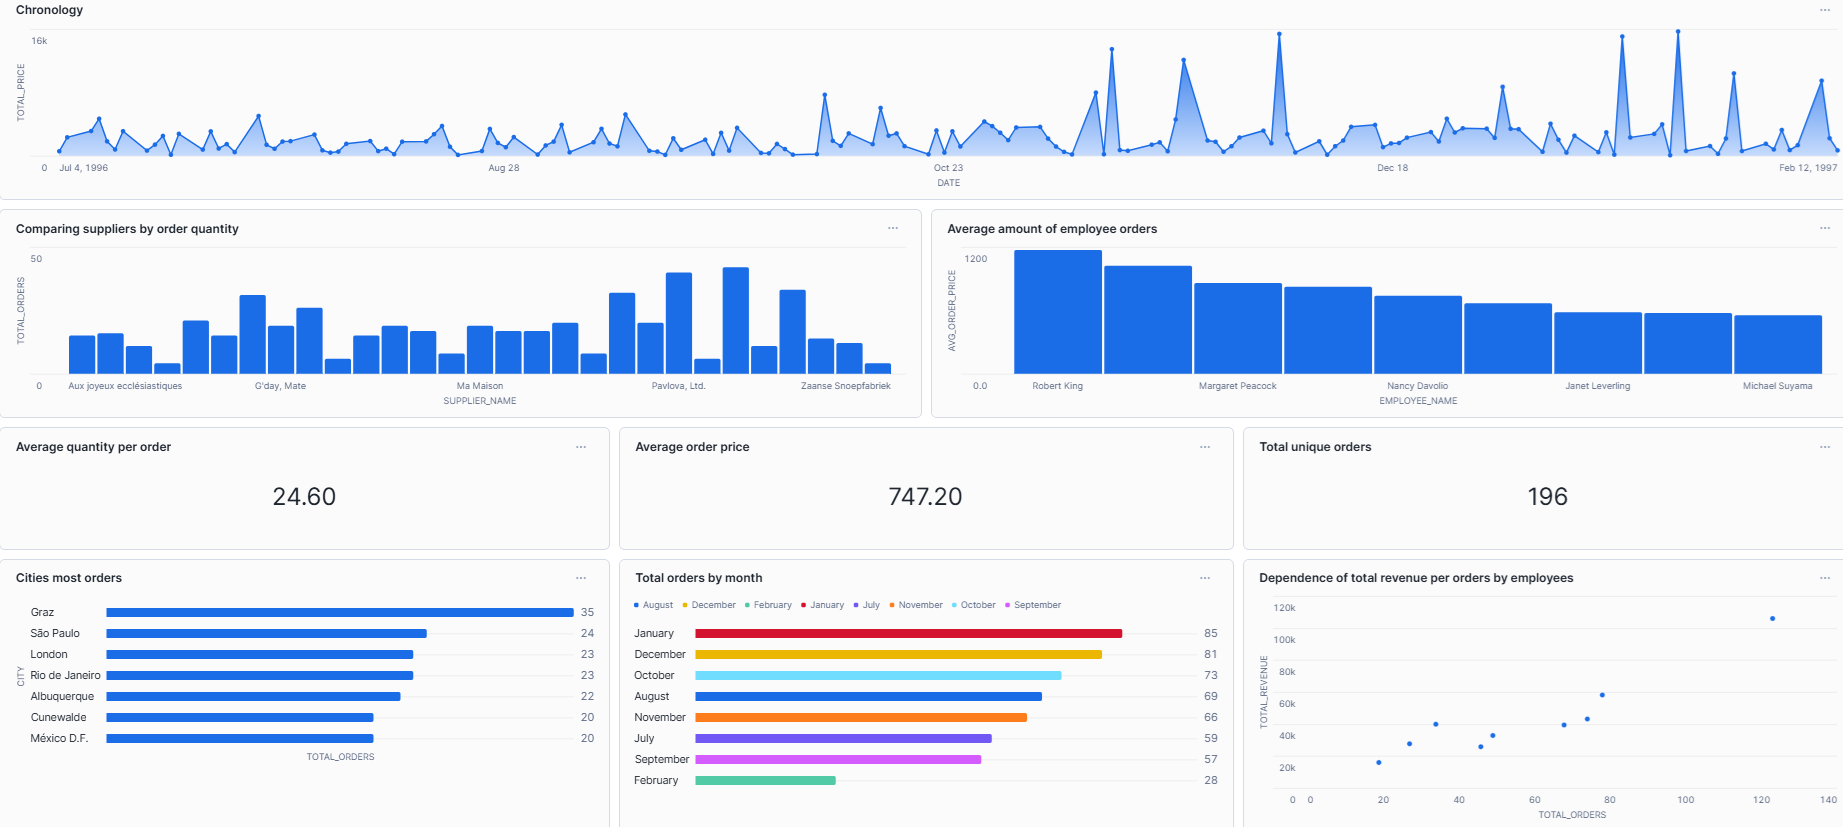 Chronology
...
16k
TOTAL_PRICE
0
Jul 4, 1996
Aug 28
Oct 23
Dec 18
Feb 12, 1997
DATE
Comparing suppliers by order quantity
...
50
TOTAL_ORDERS
0
Aux joyeux ecclésiastiques
G'day, Mate
Ma Maison
Pavlova, Ltd.
Zaanse Snoepfabriek
SUPPLIER_NAME
Average amount of employee orders
...
1200
AVG_ORDER_PRICE
0.0
Robert King
Margaret Peacock
Nancy Davolio
Janet Leverling
Michael Suyama
EMPLOYEE_NAME
Average quantity per order
...
24.60
Average order price
...
747.20
Total unique orders
...
196
Cities most orders
...
CITY
Graz 35
São Paulo 24
London 23
Rio de Janeiro 23
Albuquerque 22
Cunewalde 20
México D.F. 20
TOTAL_ORDERS
Total orders by month
...
August December February January July November October September
January 85
December 81
October 73
August 69
November 66
July 59
September 57
February 28
Dependence of total revenue per orders by employees
...
TOTAL_REVENUE
120k
100k
80k
60k
40k
20k
0
0 20 40 60 80 100 120 140
TOTAL_ORDERS